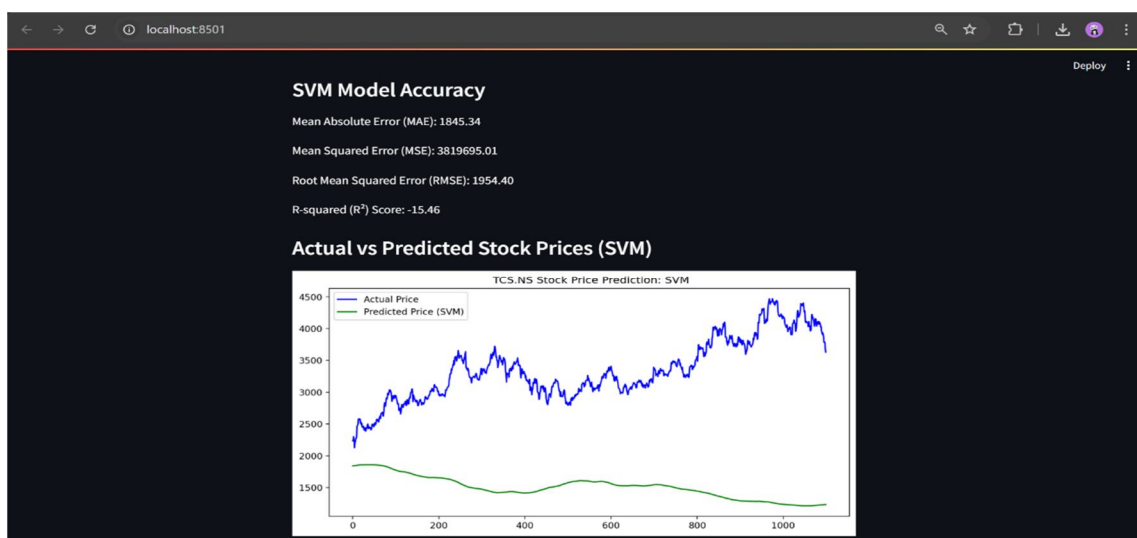 localhost:8501
Deploy
SVM Model Accuracy
Mean Absolute Error (MAE): 1845.34
Mean Squared Error (MSE): 3819695.01
Root Mean Squared Error (RMSE): 1954.40
R-squared (R²) Score: -15.46
Actual vs Predicted Stock Prices (SVM)
TCS.NS Stock Price Prediction: SVM
Actual Price
Predicted Price (SVM)
4500
4000
3500
3000
2500
2000
1500
0 200 400 600 800 1000